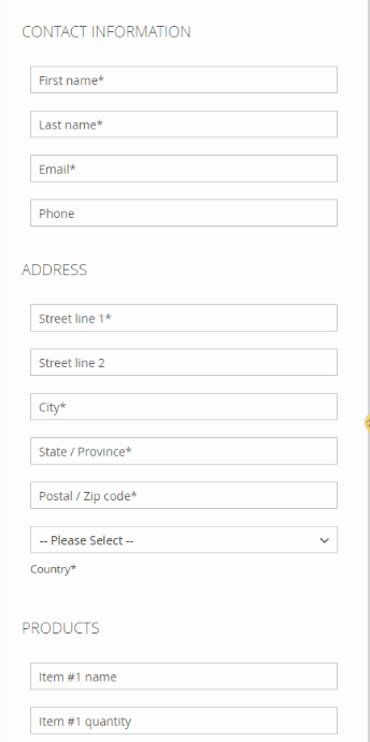 CONTACT INFORMATION
First name*
Last name*
Email*
Phone
ADDRESS
Street line 1*
Street line 2
City*
State / Province*
Postal / Zip code*
-- Please Select --
Country*
PRODUCTS
Item #1 name
Item #1 quantity